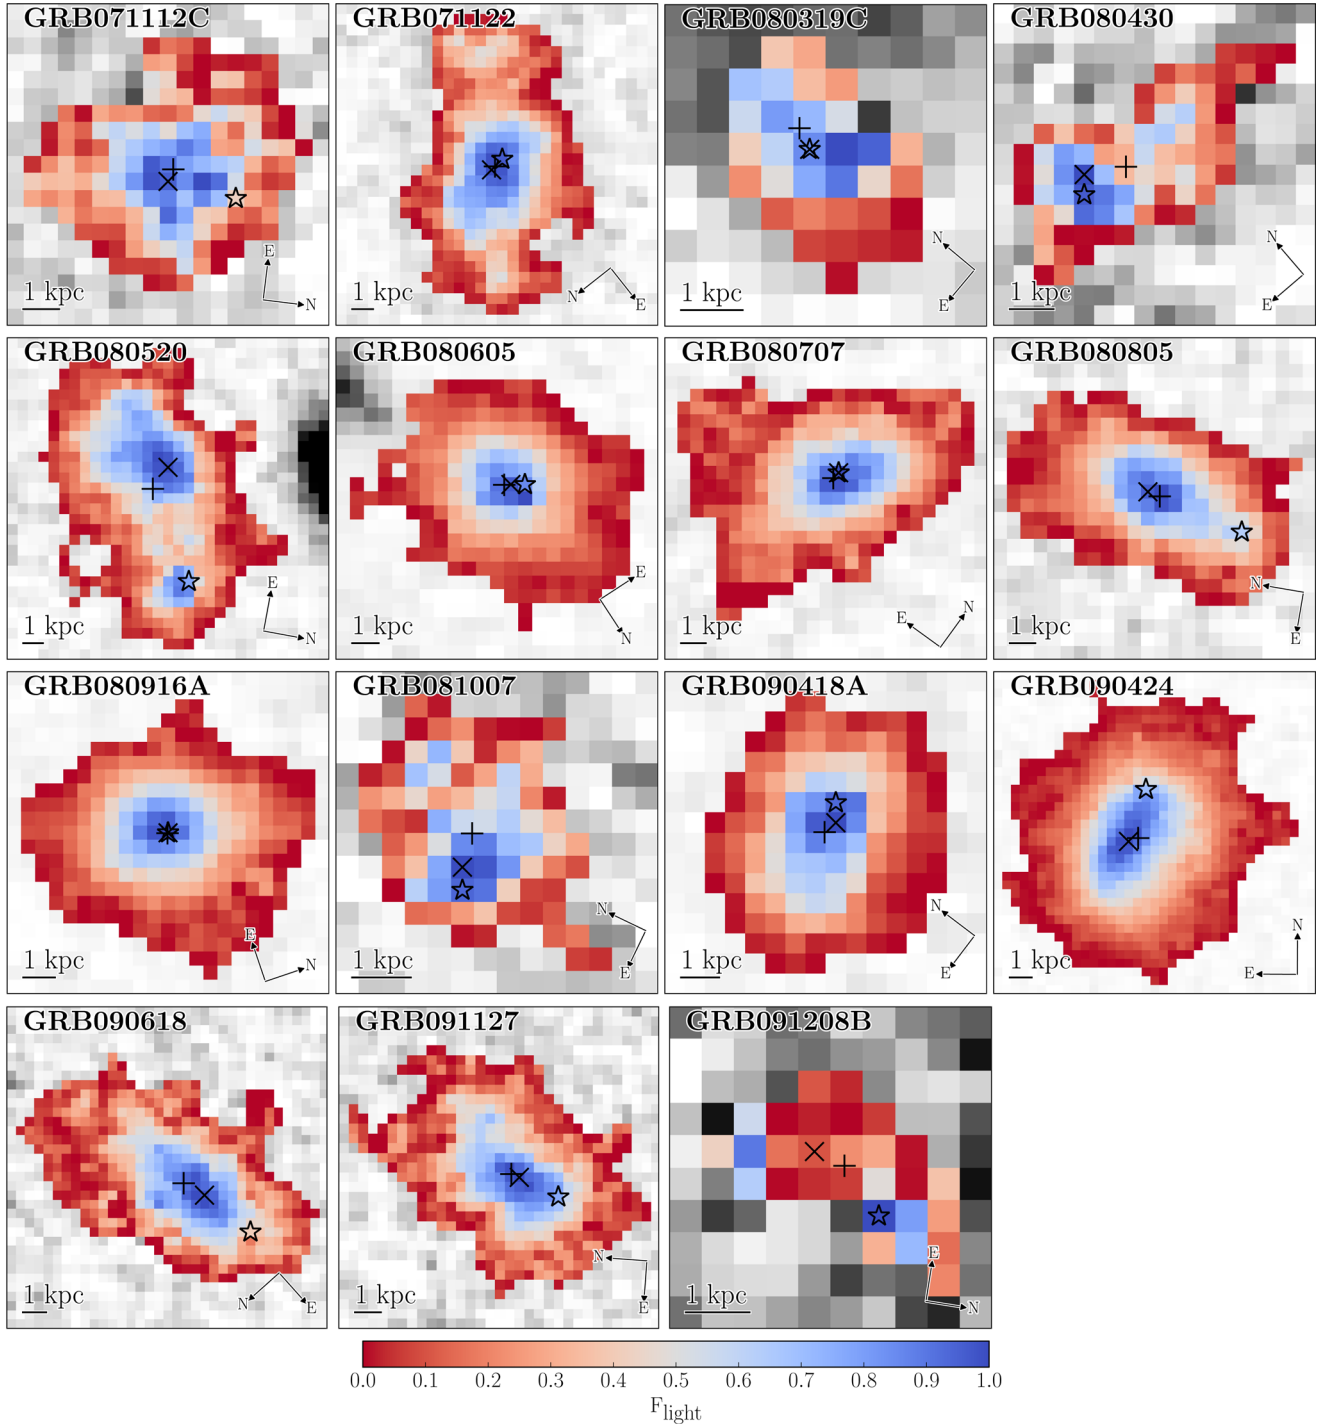 GRB071112C
E
N
1 kpc
GRB071122
N
E
1 kpc
GRB080319C
N
E
1 kpc
GRB080430
N
E
1 kpc
GRB080520
E
N
1 kpc
GRB080605
E
N
1 kpc
GRB080707
E
N
1 kpc
GRB080805
N
E
1 kpc
GRB080916A
E
N
1 kpc
GRB081007
N
E
1 kpc
GRB090418A
N
E
1 kpc
GRB090424
N
E
1 kpc
GRB090618
N
E
1 kpc
GRB091127
N
E
1 kpc
GRB091208B
E
N
1 kpc
0.0 0.1 0.2 0.3 0.4 0.5 0.6 0.7 0.8 0.9 1.0
F_light